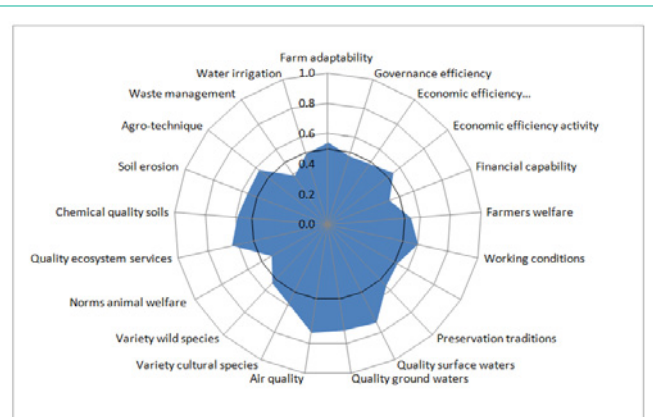 Farm adaptability
Water irrigation
Governance efficiency
Waste management
Economic efficiency...
Agro-technique
Economic efficiency activity
Soil erosion
Financial capability
Chemical quality soils
Farmers welfare
Quality ecosystem services
Working conditions
Norms animal welfare
Variety wild species
Preservation traditions
Variety cultural species
Quality surface waters
Air quality
Quality ground waters
1.0
0.8
0.6
0.4
0.2
0.0